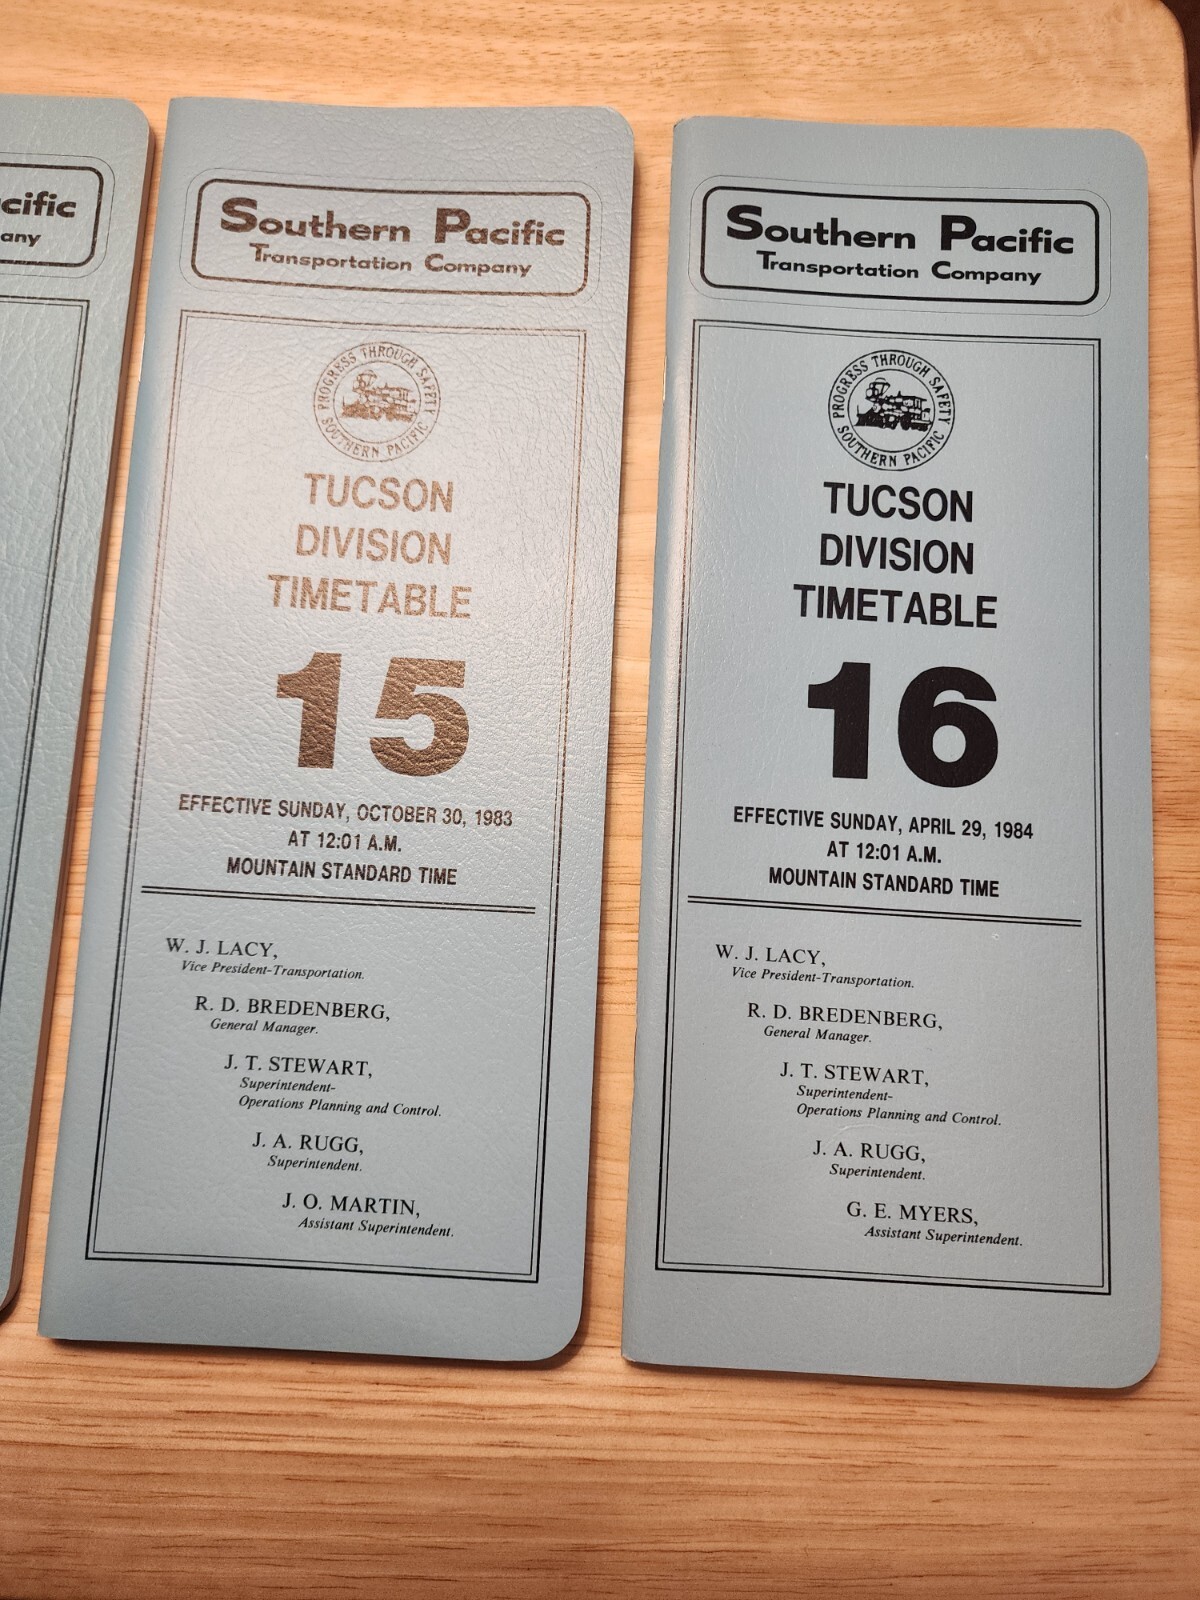 cific
any
Southern Pacific
Transportation Company
PROGRESS THROUGH SAFETY
SOUTHERN PACIFIC
TUCSON
DIVISION
TIMETABLE
15
EFFECTIVE SUNDAY, OCTOBER 30, 1983
AT 12:01 A.M.
MOUNTAIN STANDARD TIME
W. J. LACY,
Vice President-Transportation.
R. D. BREDENBERG,
General Manager.
J. T. STEWART,
Superintendent-
Operations Planning and Control.
J. A. RUGG,
Superintendent.
J. O. MARTIN,
Assistant Superintendent.
Southern Pacific
Transportation Company
PROGRESS THROUGH SAFETY
SOUTHERN PACIFIC
TUCSON
DIVISION
TIMETABLE
16
EFFECTIVE SUNDAY, APRIL 29, 1984
AT 12:01 A.M.
MOUNTAIN STANDARD TIME
W. J. LACY,
Vice President-Transportation.
R. D. BREDENBERG,
General Manager.
J. T. STEWART,
Superintendent-
Operations Planning and Control.
J. A. RUGG,
Superintendent.
G. E. MYERS,
Assistant Superintendent.